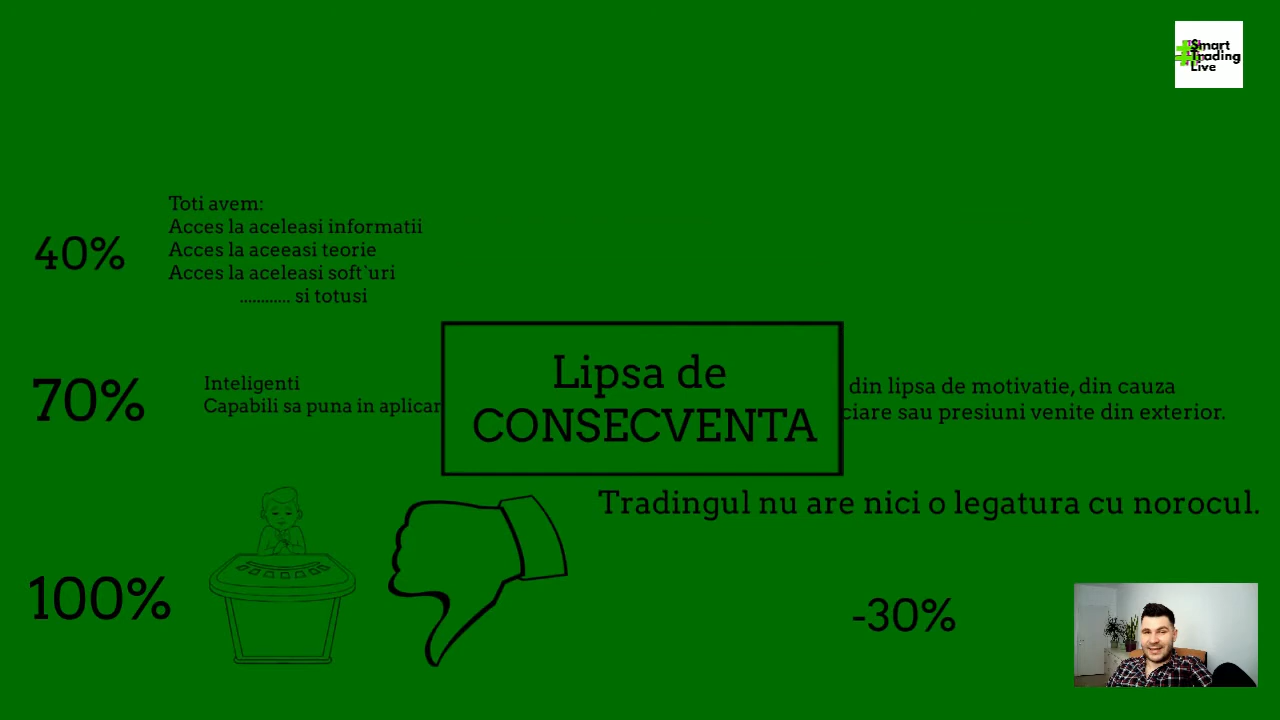 #Smart
Trading
Live
Toti avem:
Acces la aceleasi informatii
40%
Acces la aceeasi teorie
Acces la aceleasi soft`uri
............ si totusi
Lipsa de
CONSECVENTA
70%
Inteligenti
Capabili sa puna in aplicar
din lipsa de motivatie, din cauza
ciare sau presiuni venite din exterior.
Tradingul nu are nici o legatura cu norocul.
100%
-30%